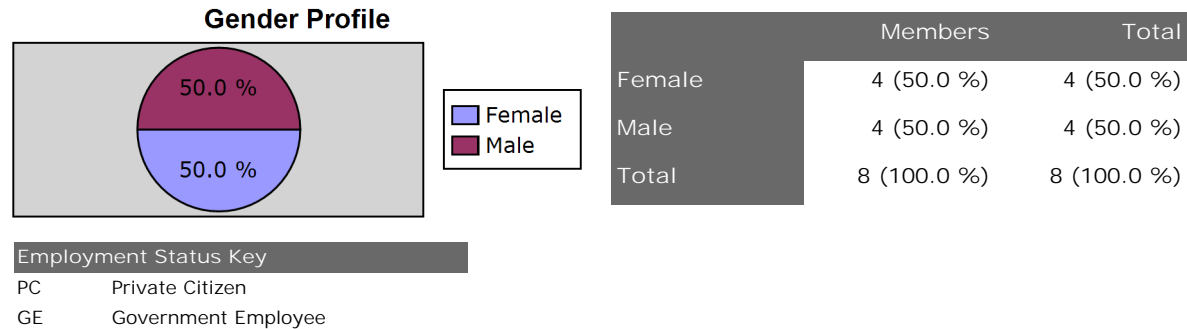 Gender Profile
50.0 %
50.0 %
Female
Male
Members Total
Female 4 (50.0 %) 4 (50.0 %)
Male 4 (50.0 %) 4 (50.0 %)
Total 8 (100.0 %) 8 (100.0 %)
Employment Status Key
PC Private Citizen
GE Government Employee